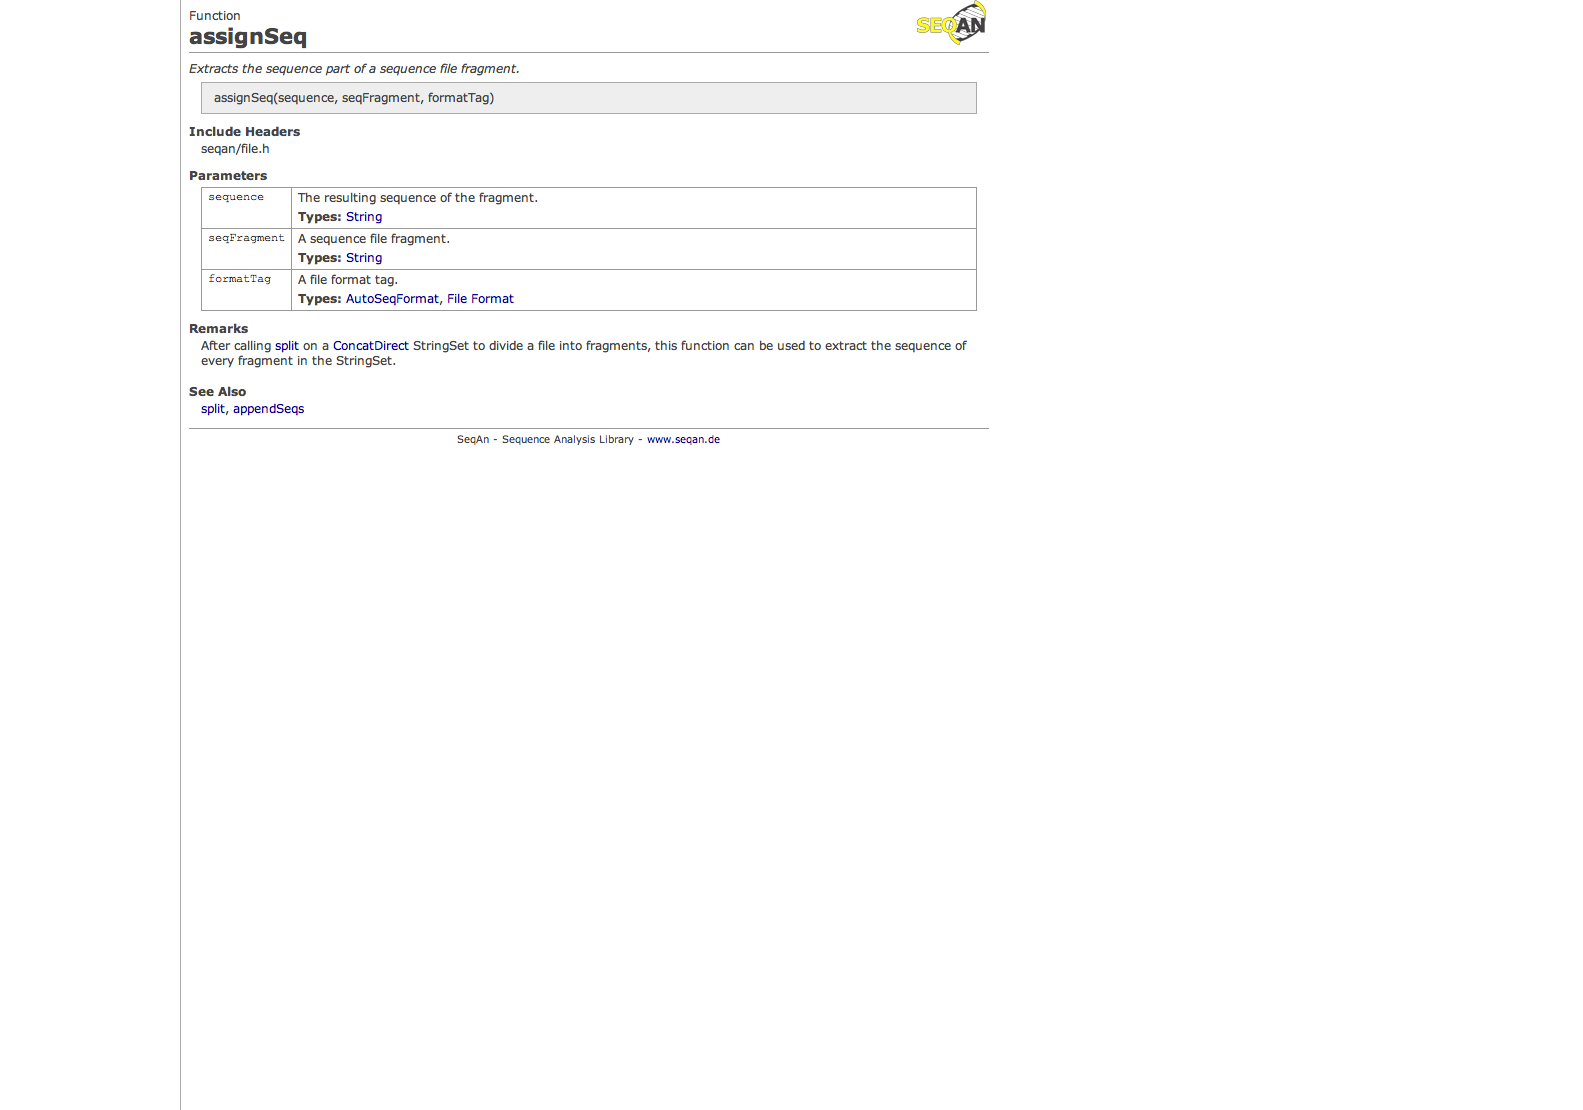 Function
assignSeq
SEQAN
Extracts the sequence part of a sequence file fragment.
assignSeq(sequence, seqFragment, formatTag)
Include Headers
seqan/file.h
Parameters
sequence The resulting sequence of the fragment.
Types: String
seqFragment A sequence file fragment.
Types: String
formatTag A file format tag.
Types: AutoSeqFormat, File Format
Remarks
After calling split on a ConcatDirect StringSet to divide a file into fragments, this function can be used to extract the sequence of
every fragment in the StringSet.
See Also
split, appendSeqs
SeqAn - Sequence Analysis Library - www.seqan.de